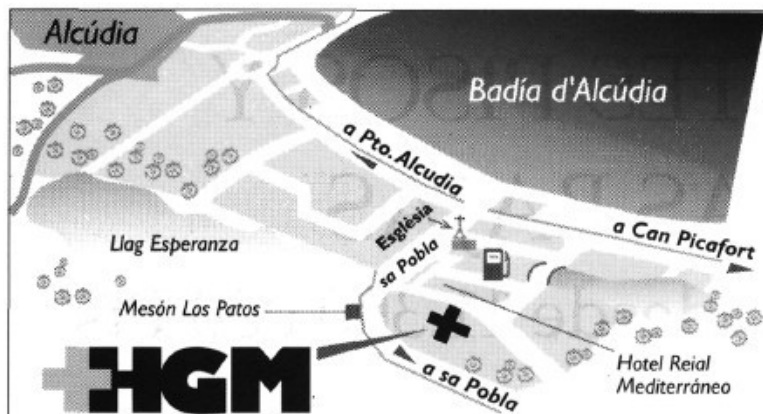 Alcúdia
Badía d'Alcúdia
a Pto. Alcudia
a Can Picafort
Església
Llag Esperanza
sa Pobla
Mesón Los Patos
HGM
a sa Pobla
Hotel Reial
Mediterráneo